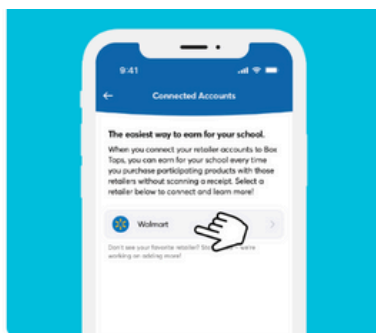 9:41
Connected Accounts
The easiest way to earn for your school.
When you connect your retailer accounts to Box
Tops, you can earn for your school every time
you purchase participating products with those
retailers without scanning a receipt. Select a
retailer below to connect and learn more!
Walmart
Don't see your favorite retailer? we're
working on adding more!